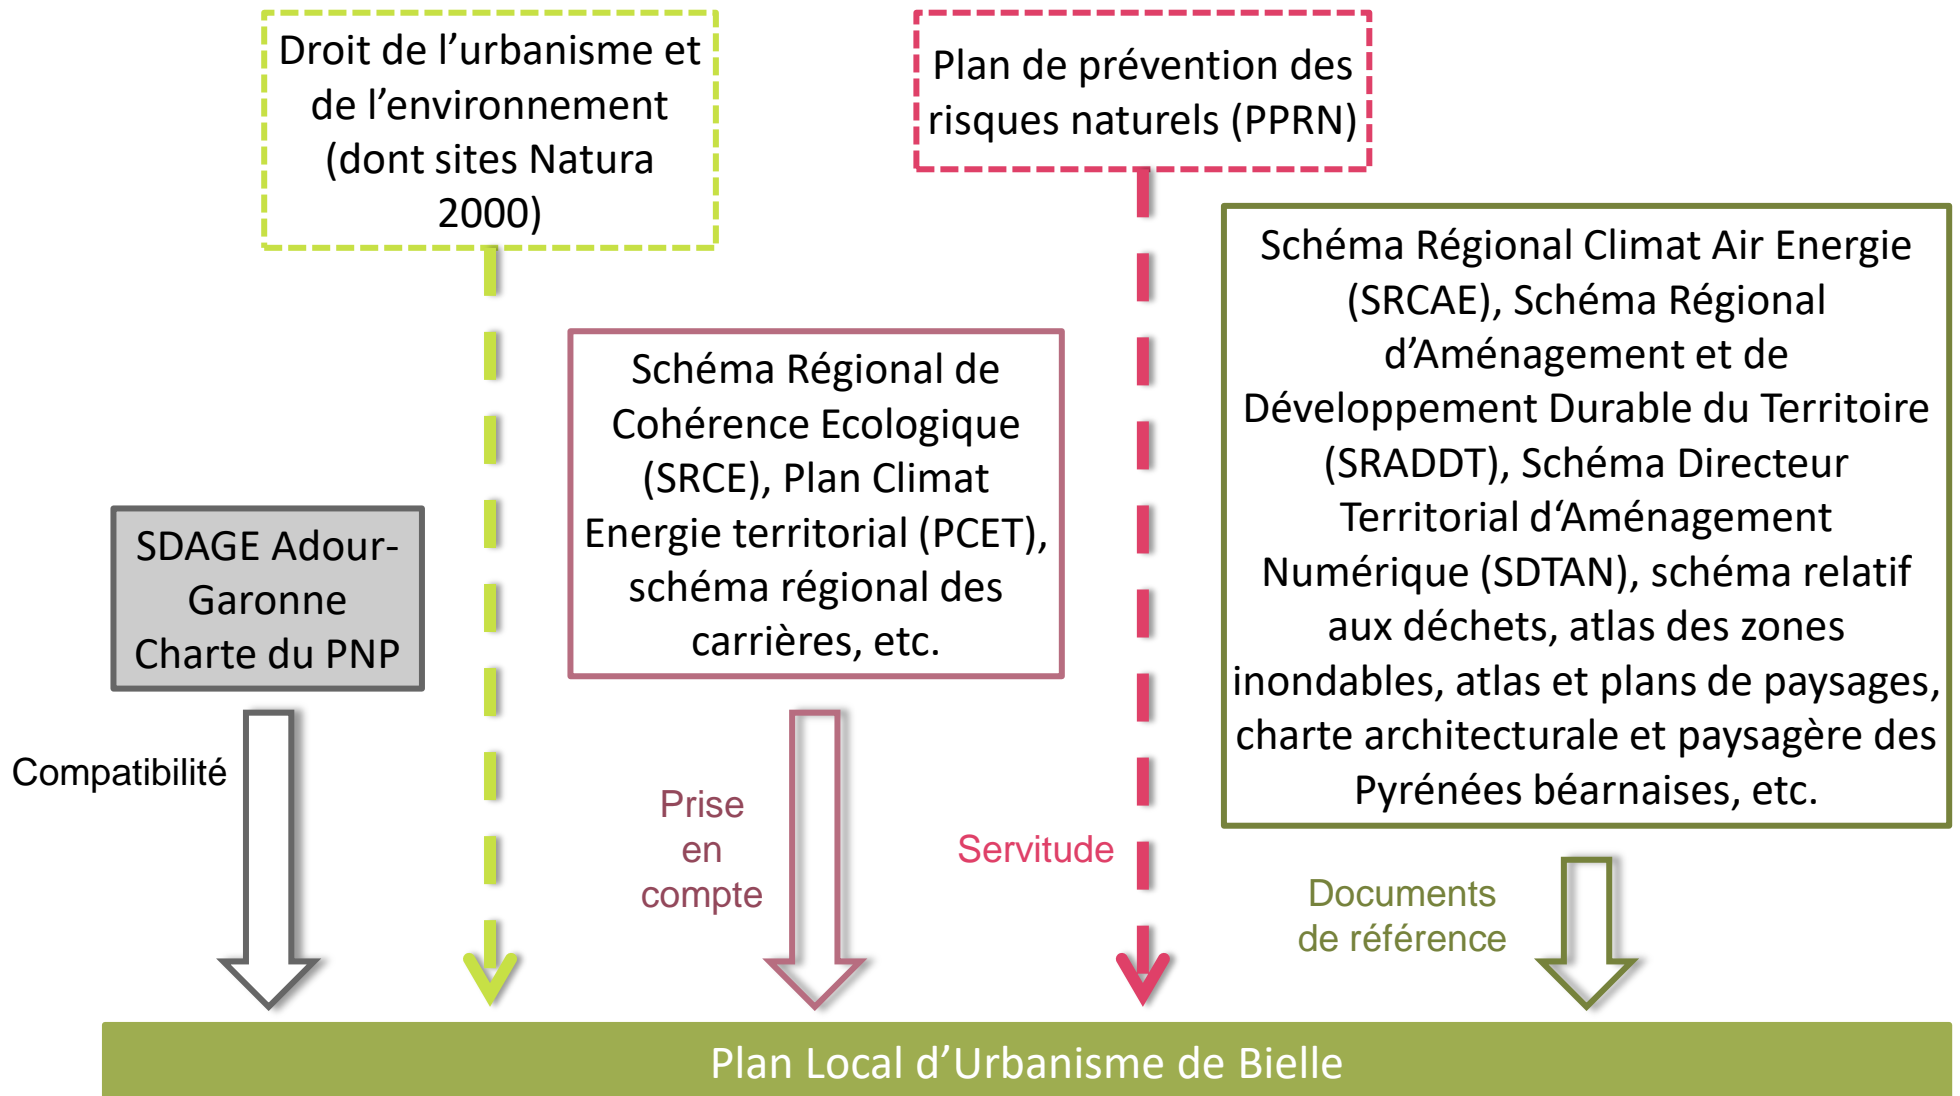 Droit de l’urbanisme et
de l’environnement
(dont sites Natura
2000)
Plan de prévention des
risques naturels (PPRN)
Schéma Régional Climat Air Energie
(SRCAE), Schéma Régional
d’Aménagement et de
Développement Durable du Territoire
(SRADDT), Schéma Directeur
Territorial d‘Aménagement
Numérique (SDTAN), schéma relatif
aux déchets, atlas des zones
inondables, atlas et plans de paysages,
charte architecturale et paysagère des
Pyrénées béarnaises, etc.
Schéma Régional de
Cohérence Ecologique
(SRCE), Plan Climat
Energie territorial (PCET),
schéma régional des
carrières, etc.
SDAGE Adour-
Garonne
Charte du PNP
Compatibilité
Prise
en
compte
Servitude
Documents
de référence
Plan Local d’Urbanisme de Bielle